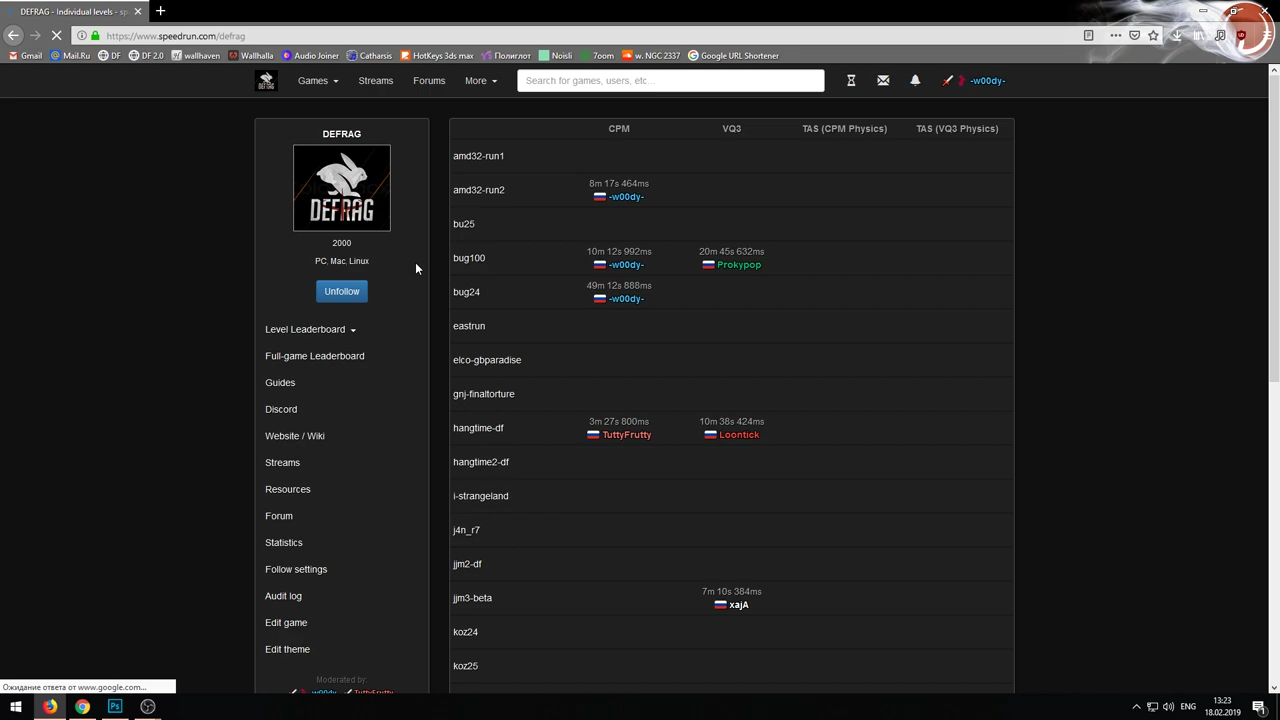 DEFRAG - Individual levels - sp
https://www.speedrun.com/defrag
Gmail
Mail.Ru
DF
DF 2.0
wallhaven
Wallhalla
Audio Joiner
Catharsis
HotKeys 3ds max
Полиглот
Noisli
7oom
w. NGC 2337
Google URL Shortener
Games
Streams
Forums
More
Search for games, users, etc...
-w00dy-
DEFRAG
DEFRAG
2000
PC, Mac, Linux
Unfollow
Level Leaderboard
Full-game Leaderboard
Guides
Discord
Website / Wiki
Streams
Resources
Forum
Statistics
Follow settings
Audit log
Edit game
Edit theme
Moderated by:
-w00dy- TuttyFrutty
CPM VQ3 TAS (CPM Physics) TAS (VQ3 Physics)
amd32-run1
amd32-run2
8m 17s 464ms
-w00dy-
bu25
bug100
10m 12s 992ms
-w00dy-
20m 45s 632ms
Prokypop
bug24
49m 12s 888ms
-w00dy-
eastrun
elco-gbparadise
gnj-finaltorture
hangtime-df
3m 27s 800ms
TuttyFrutty
10m 38s 424ms
Loontick
hangtime2-df
i-strangeland
j4n_r7
jjm2-df
jjm3-beta
7m 10s 384ms
xajA
koz24
koz25
Ожидание ответа от www.google.com...
Ps
ENG
13:23
18.02.2019
1